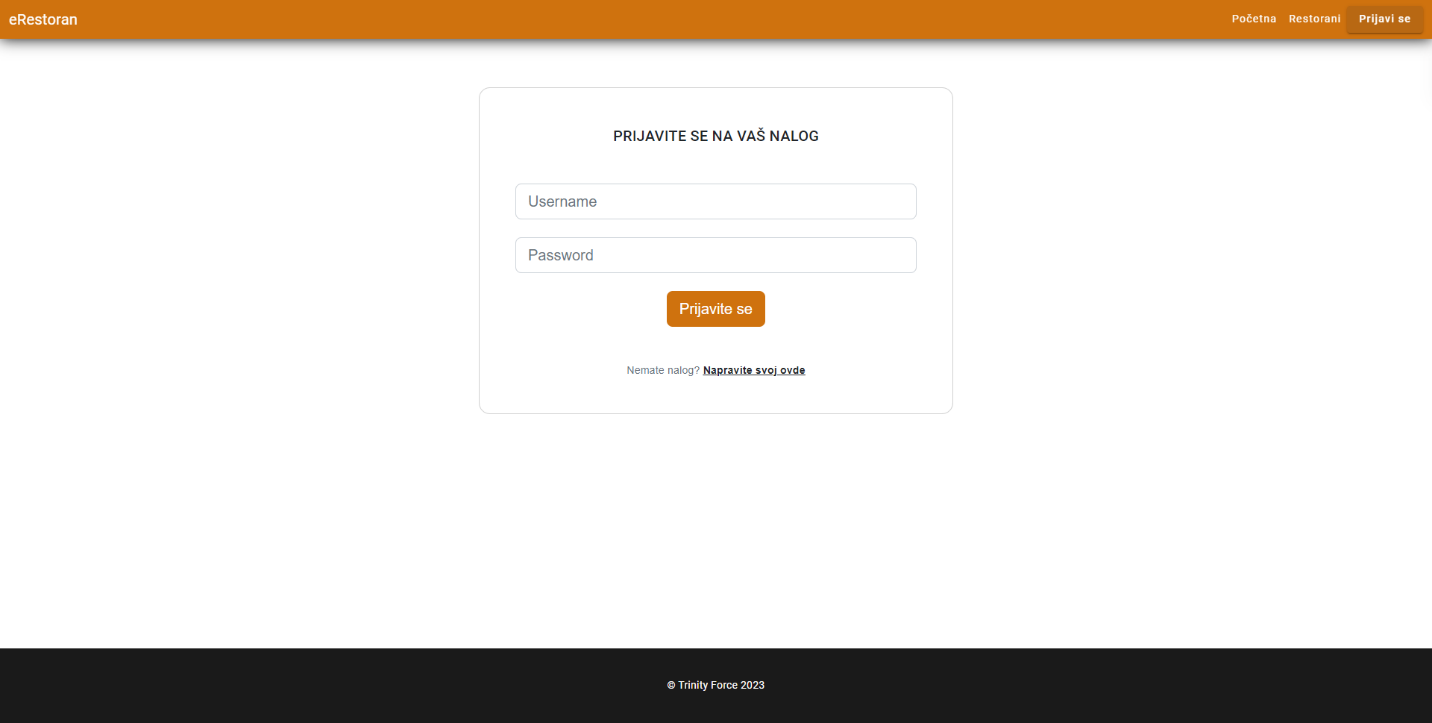 eRestoran
Početna Restorani Prijavi se
PRIJAVITE SE NA VAŠ NALOG
Username
Password
Prijavite se
Nemate nalog? Napravite svoj ovde
© Trinity Force 2023